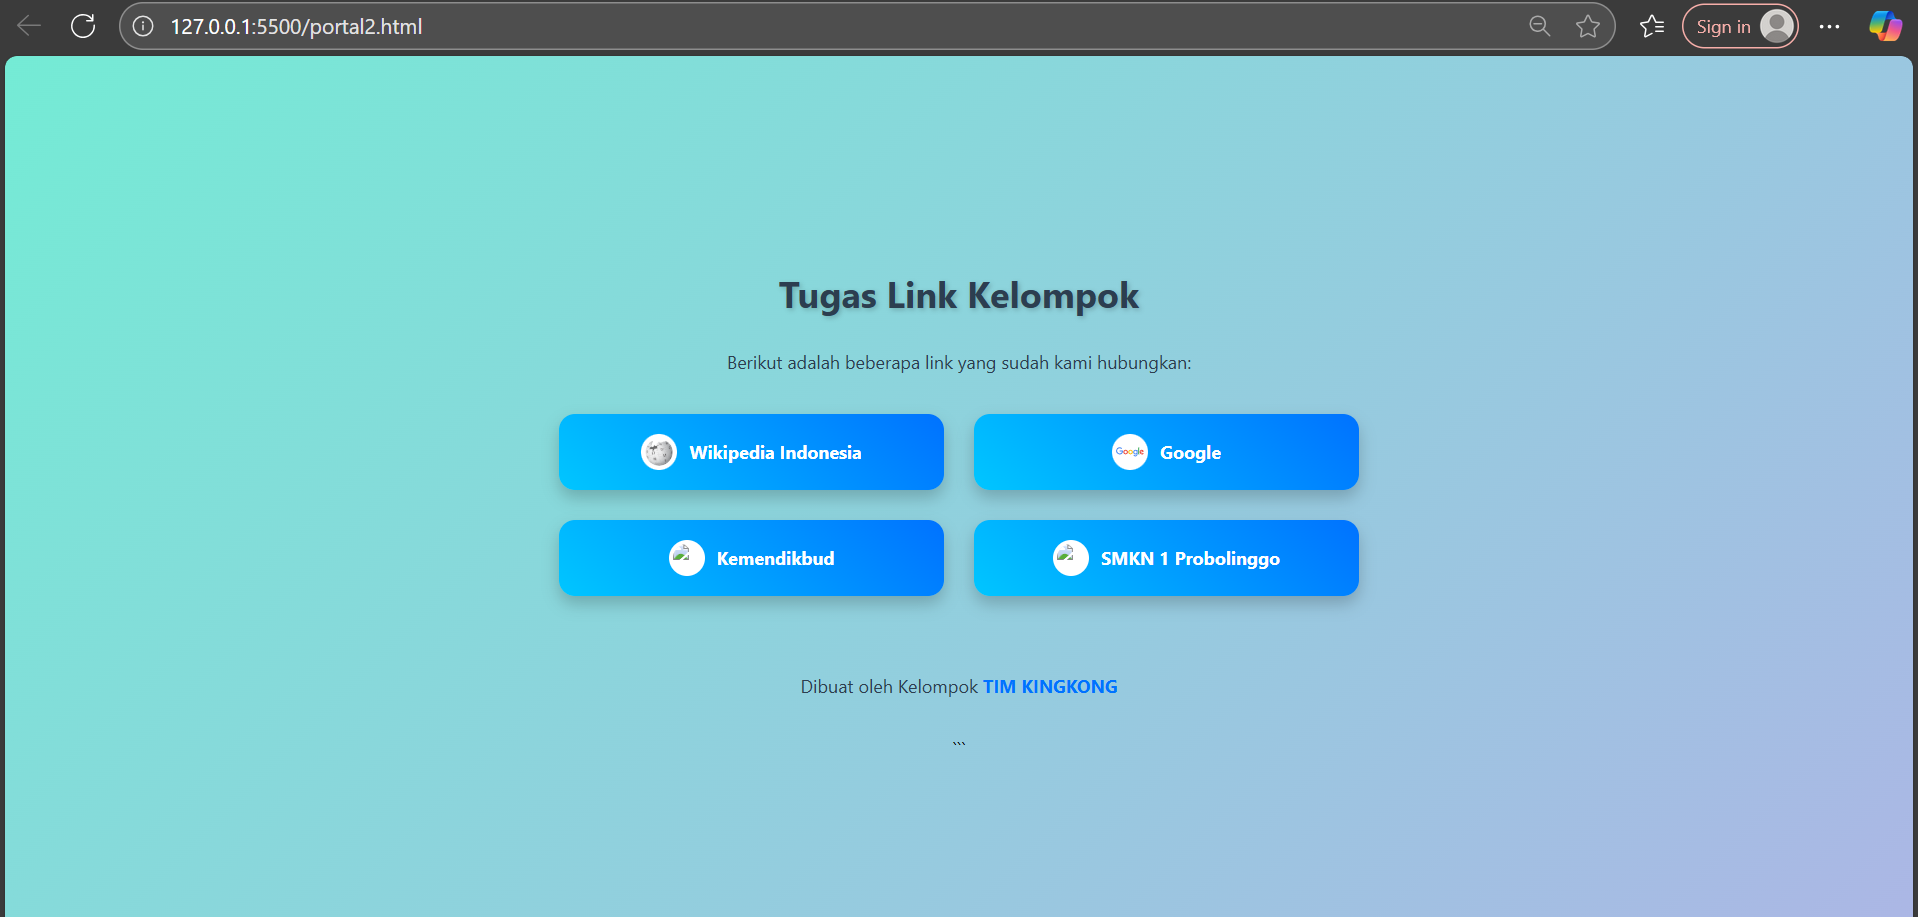 127.0.0.1:5500/portal2.html
Sign in
Tugas Link Kelompok
Berikut adalah beberapa link yang sudah kami hubungkan:
Wikipedia Indonesia
Google Google
Kemendikbud
SMKN 1 Probolinggo
Dibuat oleh Kelompok TIM KINGKONG
```